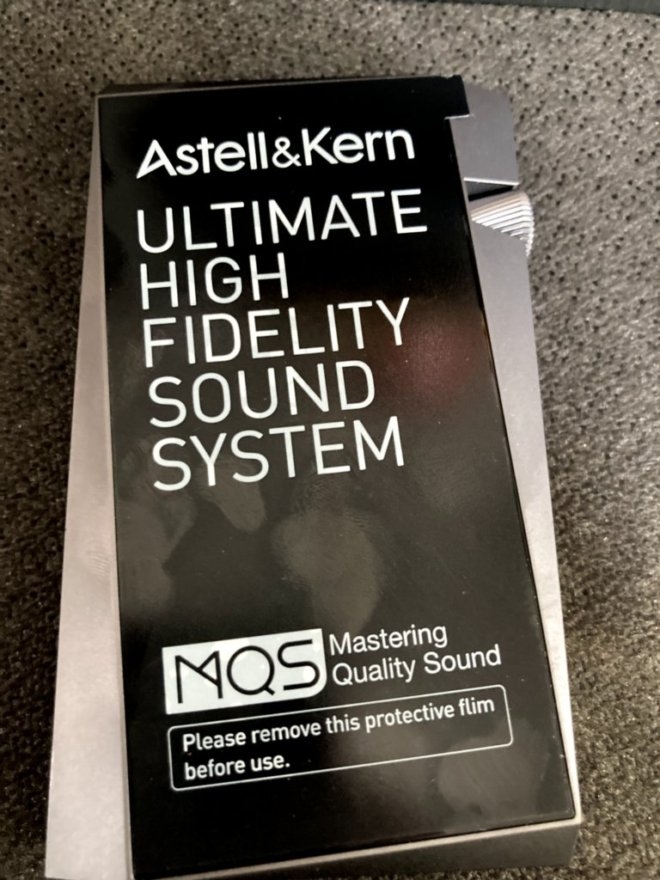 Astell&Kern
ULTIMATE
HIGH
FIDELITY
SOUND
SYSTEM
MQS Mastering
Quality Sound
Please remove this protective flim
before use.